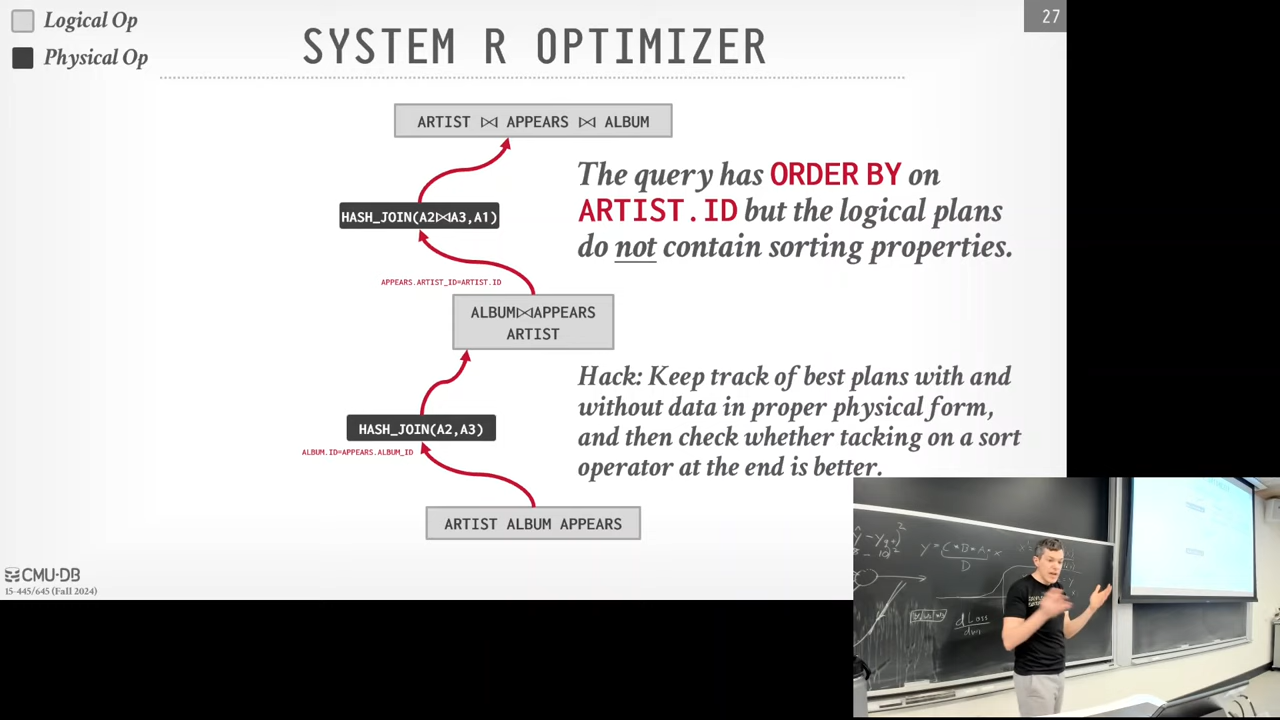 Logical Op
Physical Op
SYSTEM R OPTIMIZER
27
ARTIST ⋈ APPEARS ⋈ ALBUM
The query has ORDER BY on
ARTIST.ID but the logical plans
do not contain sorting properties.
HASH_JOIN(A2⋈A3,A1)
APPEARS.ARTIST_ID=ARTIST.ID
ALBUM⋈APPEARS
ARTIST
Hack: Keep track of best plans with and
without data in proper physical form,
and then check whether tacking on a sort
operator at the end is better.
HASH_JOIN(A2,A3)
ALBUM.ID=APPEARS.ALBUM_ID
ARTIST ALBUM APPEARS
CMU·DB
15-445/645 (Fall 2024)
dLoss